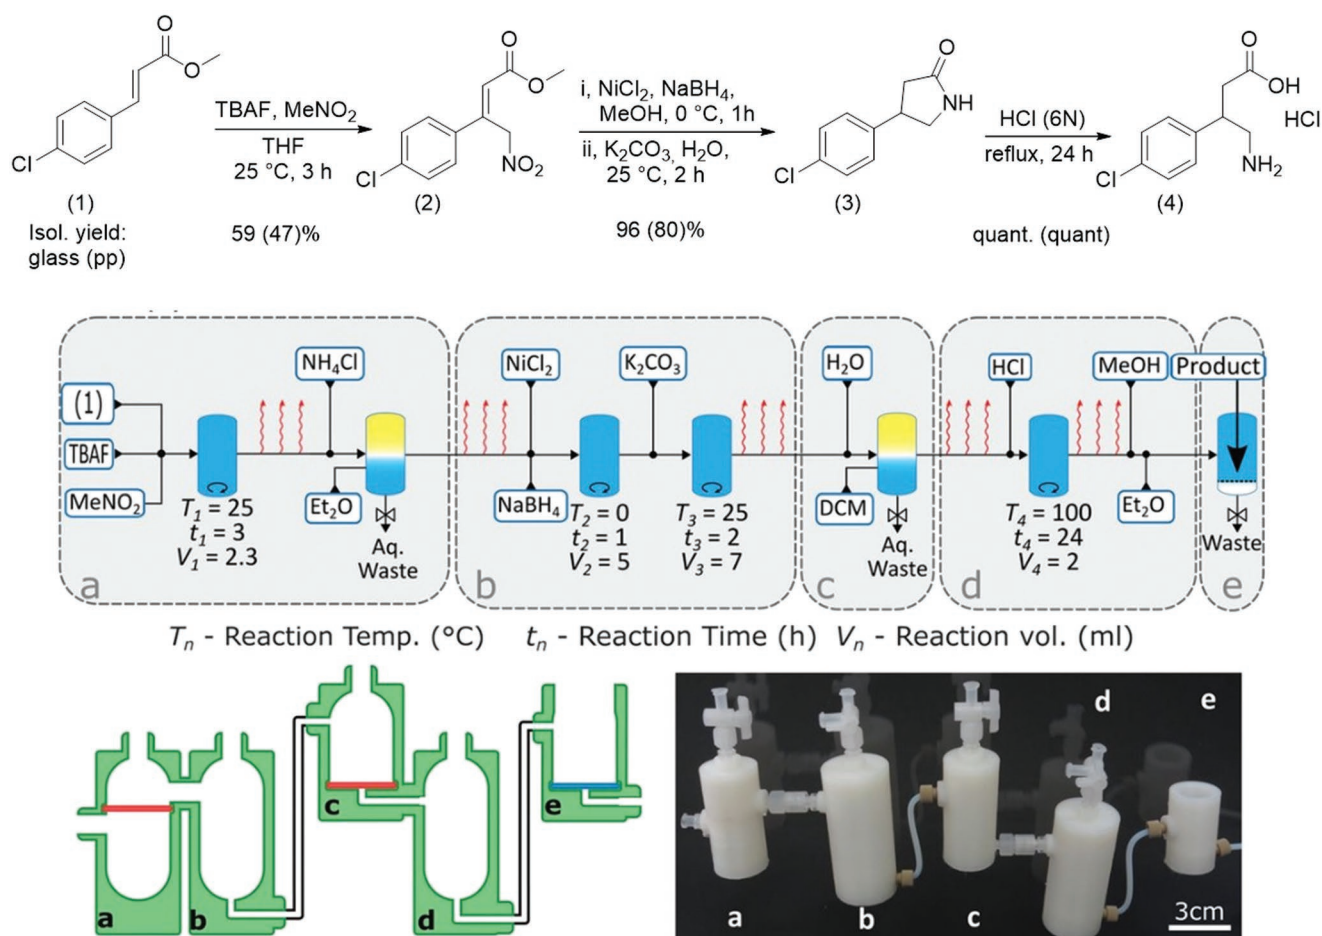 O
O
Cl
(1)
TBAF, MeNO₂
THF
25 °C, 3 h
O
O
Cl
NO₂
(2)
i, NiCl₂, NaBH₄,
MeOH, 0 °C, 1h
ii, K₂CO₃, H₂O,
25 °C, 2 h
O
NH
Cl
(3)
HCl (6N)
reflux, 24 h
O
OH
HCl
NH₂
Cl
(4)
Isol. yield:
glass (pp)
59 (47)%
96 (80)%
quant. (quant)
(1)
TBAF
MeNO₂
T₁ = 25
t₁ = 3
V₁ = 2.3
NH₄Cl
Et₂O
Aq.
Waste
a
NiCl₂
NaBH₄
T₂ = 0
t₂ = 1
V₂ = 5
K₂CO₃
T₃ = 25
t₃ = 2
V₃ = 7
b
H₂O
DCM
Aq.
Waste
c
HCl
T₄ = 100
t₄ = 24
V₄ = 2
MeOH
Et₂O
d
Product
Waste
e
Tₙ - Reaction Temp. (°C) tₙ - Reaction Time (h) Vₙ - Reaction vol. (ml)
a
b
c
d
e
a
b
c
d
e
3cm